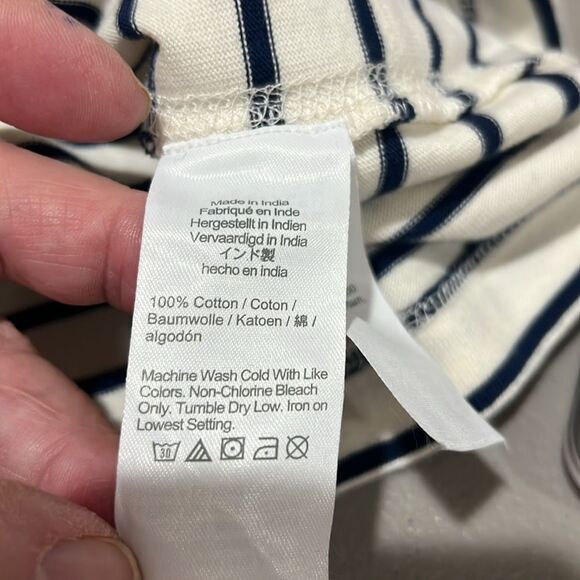 Made in India
Fabriqué en Inde
Hergestellt in Indien
Vervaardigd in India
インド製
hecho en india
100% Cotton / Coton /
Baumwolle / Katoen / 綿 /
algodón
Machine Wash Cold With Like
Colors. Non-Chlorine Bleach
Only. Tumble Dry Low. Iron on
Lowest Setting.
30